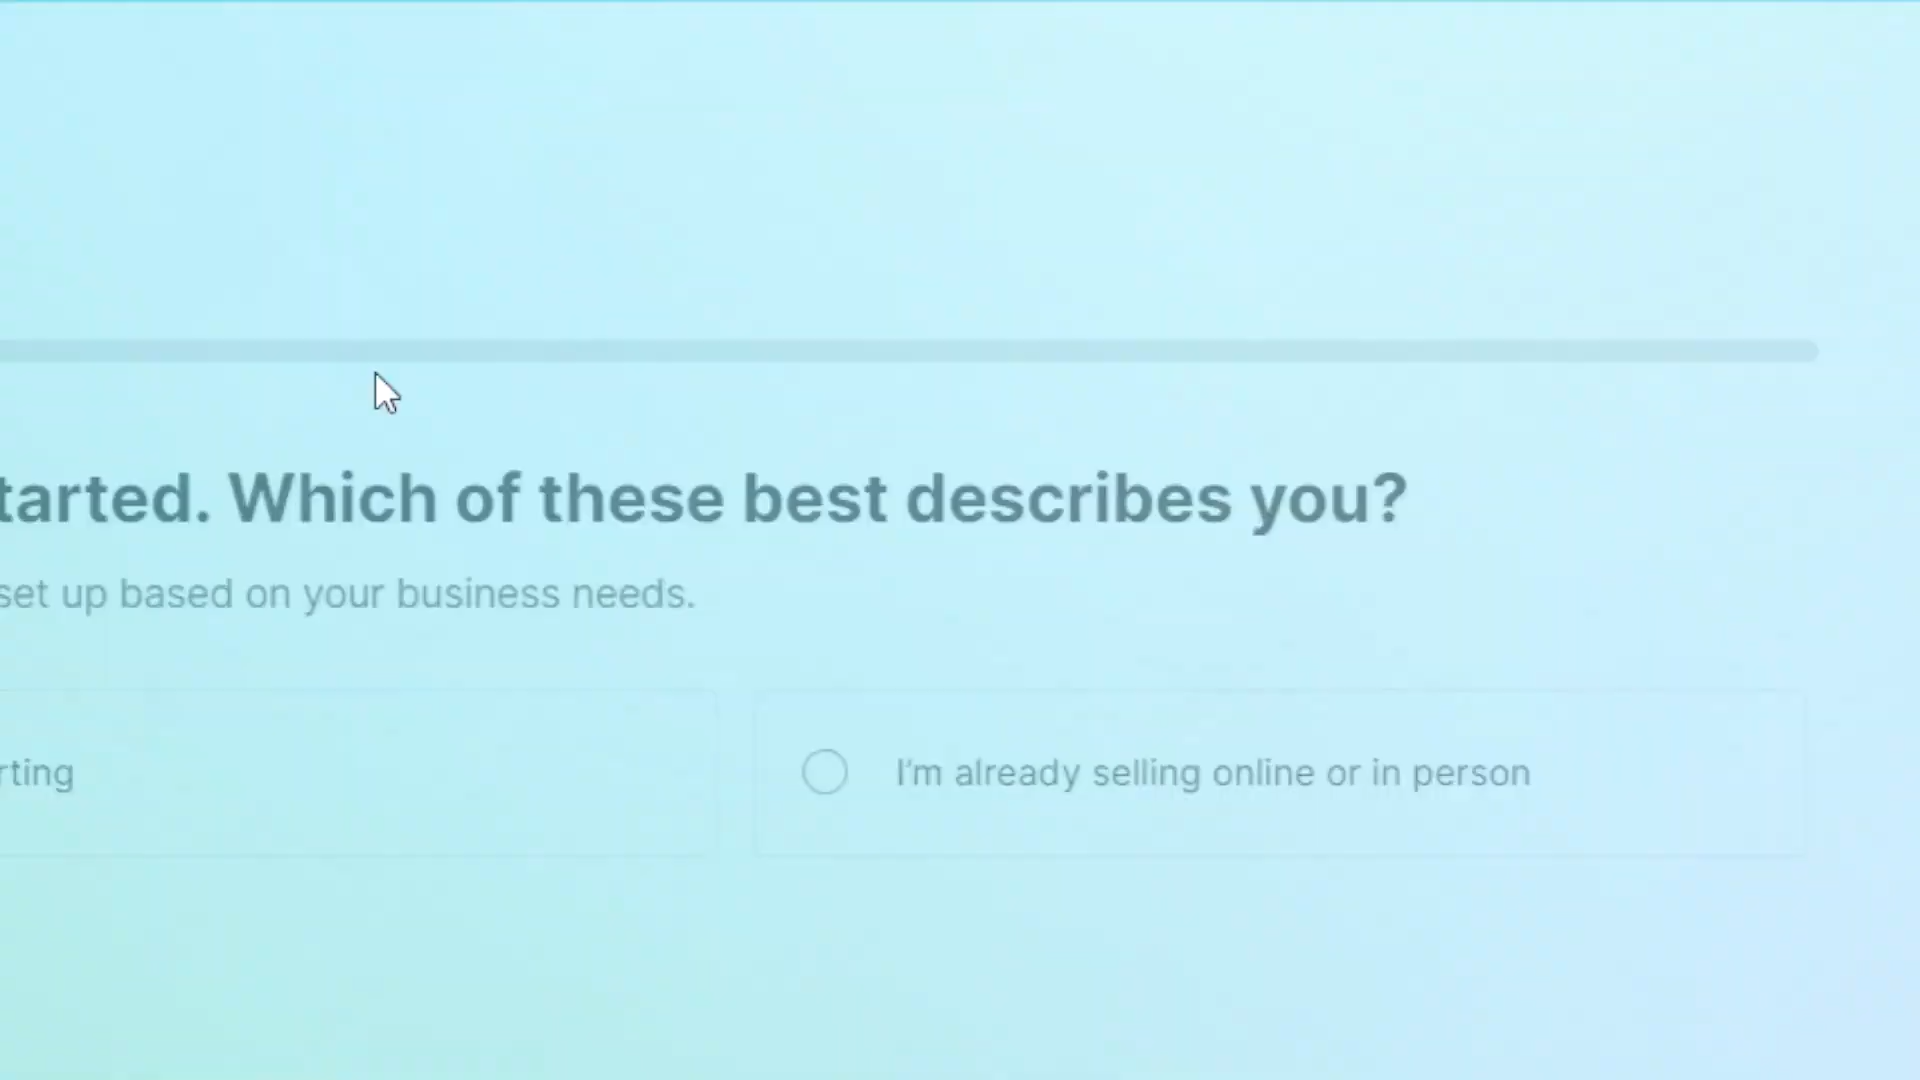 tarted. Which of these best describes you?
set up based on your business needs.
rting
I'm already selling online or in person